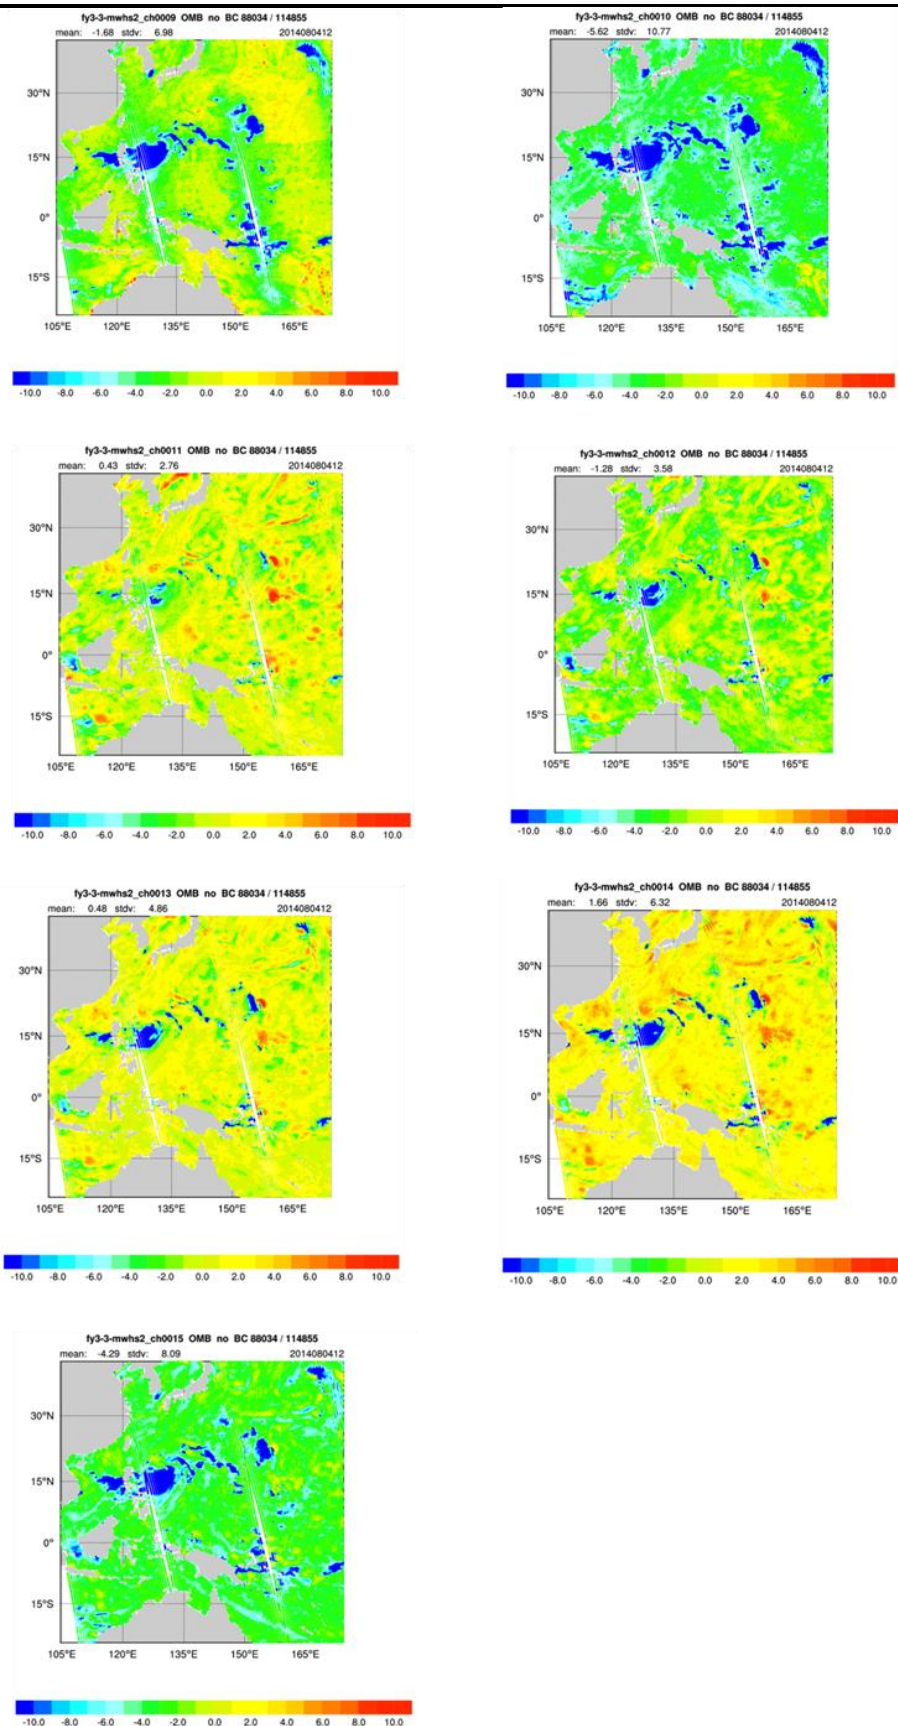 fy3-3-mwhs2_ch0009 OMB no BC 88034 / 114855
mean: -1.68 stdv: 6.98 2014080412
30°N
15°N
0°
15°S
105°E 120°E 135°E 150°E 165°E
-10.0 -8.0 -6.0 -4.0 -2.0 0.0 2.0 4.0 6.0 8.0 10.0
fy3-3-mwhs2_ch0010 OMB no BC 88034 / 114855
mean: -5.62 stdv: 10.77 2014080412
30°N
15°N
0°
15°S
105°E 120°E 135°E 150°E 165°E
-10.0 -8.0 -6.0 -4.0 -2.0 0.0 2.0 4.0 6.0 8.0 10.0
fy3-3-mwhs2_ch0011 OMB no BC 88034 / 114855
mean: 0.43 stdv: 2.76 2014080412
30°N
15°N
0°
15°S
105°E 120°E 135°E 150°E 165°E
-10.0 -8.0 -6.0 -4.0 -2.0 0.0 2.0 4.0 6.0 8.0 10.0
fy3-3-mwhs2_ch0012 OMB no BC 88034 / 114855
mean: -1.28 stdv: 3.58 2014080412
30°N
15°N
0°
15°S
105°E 120°E 135°E 150°E 165°E
-10.0 -8.0 -6.0 -4.0 -2.0 0.0 2.0 4.0 6.0 8.0 10.0
fy3-3-mwhs2_ch0013 OMB no BC 88034 / 114855
mean: 0.48 stdv: 4.86 2014080412
30°N
15°N
0°
15°S
105°E 120°E 135°E 150°E 165°E
-10.0 -8.0 -6.0 -4.0 -2.0 0.0 2.0 4.0 6.0 8.0 10.0
fy3-3-mwhs2_ch0014 OMB no BC 88034 / 114855
mean: 1.66 stdv: 6.32 2014080412
30°N
15°N
0°
15°S
105°E 120°E 135°E 150°E 165°E
-10.0 -8.0 -6.0 -4.0 -2.0 0.0 2.0 4.0 6.0 8.0 10.0
fy3-3-mwhs2_ch0015 OMB no BC 88034 / 114855
mean: -4.29 stdv: 8.09 2014080412
30°N
15°N
0°
15°S
105°E 120°E 135°E 150°E 165°E
-10.0 -8.0 -6.0 -4.0 -2.0 0.0 2.0 4.0 6.0 8.0 10.0